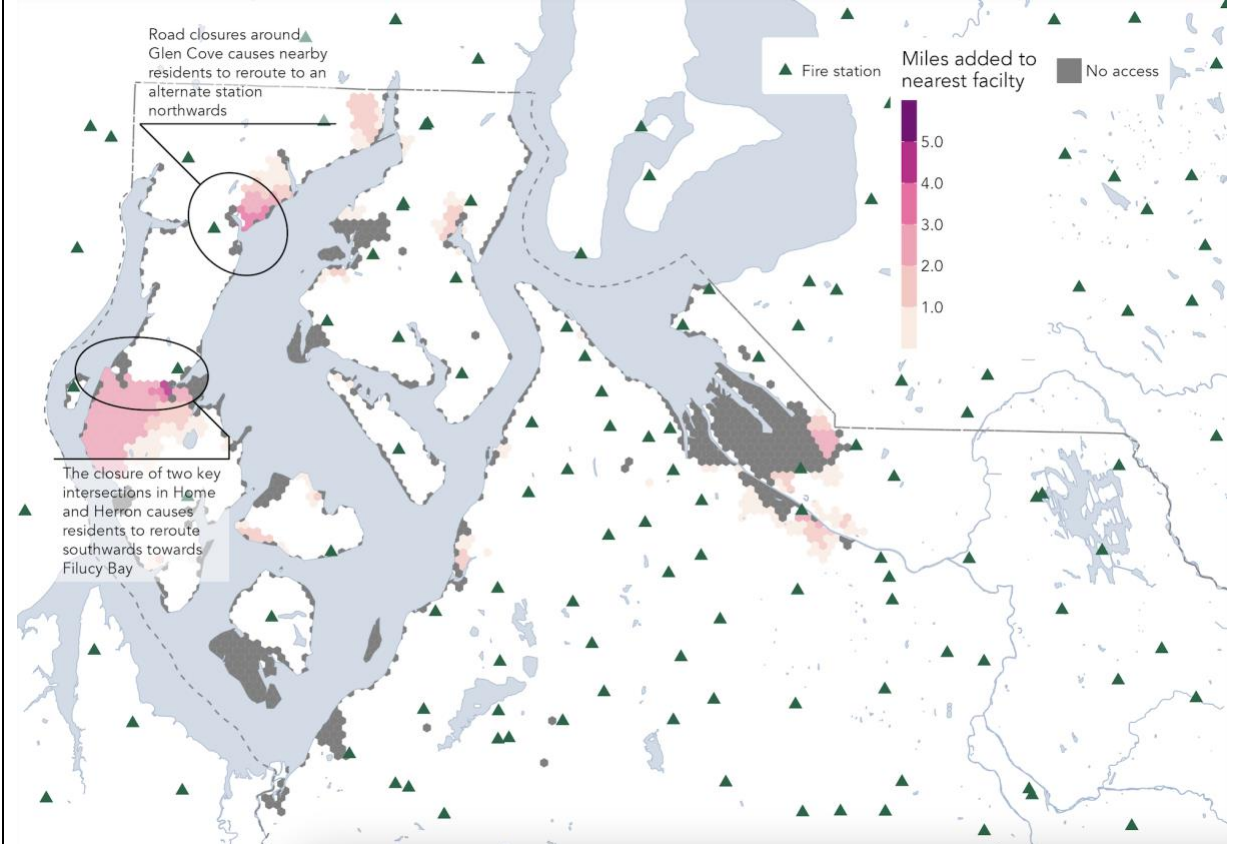 Road closures around
Glen Cove causes nearby
residents to reroute to an
alternate station
northwards
Fire station
Miles added to
nearest facilty
No access
5.0
4.0
3.0
2.0
1.0
The closure of two key
intersections in Home
and Herron causes
residents to reroute
southwards towards
Filucy Bay